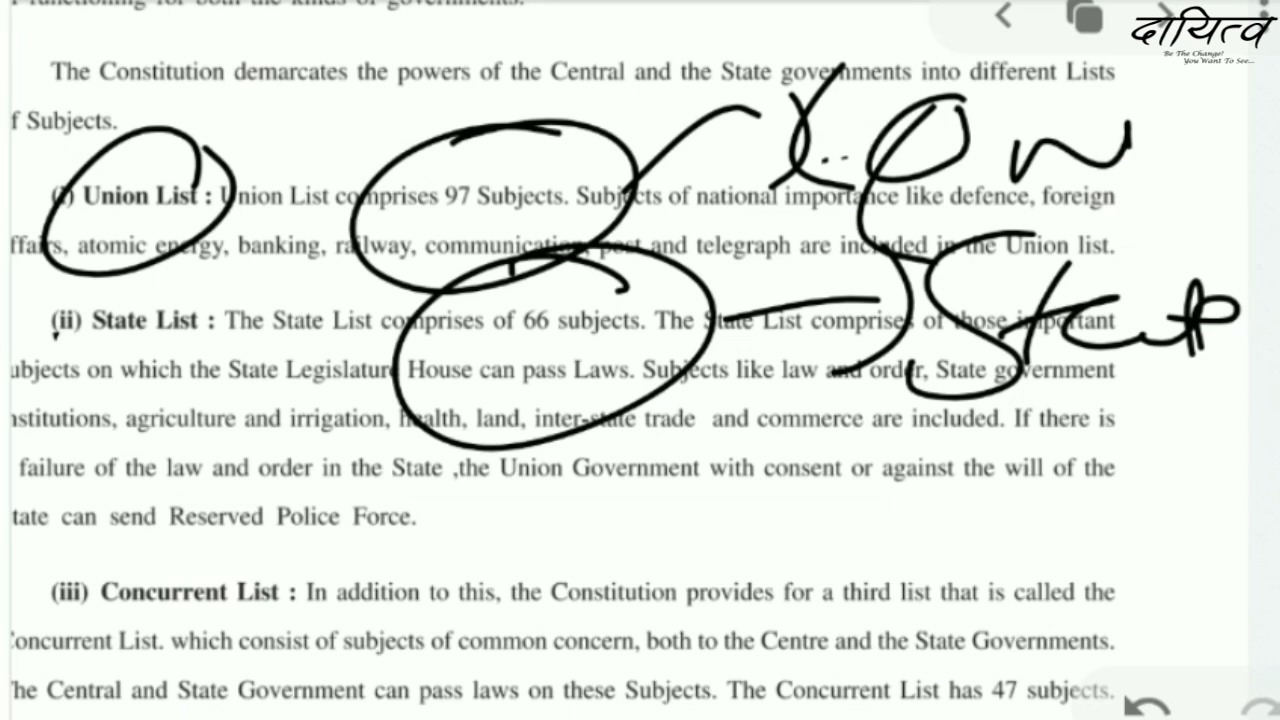 functioning for both the kinds of governments.
दायित्व
Be The Change!
You Want To See...
The Constitution demarcates the powers of the Central and the State governments into different Lists
f Subjects.
(i) Union List : Union List comprises 97 Subjects. Subjects of national importance like defence, foreign
ffairs, atomic energy, banking, railway, communication, post and telegraph are included in the Union list.
(ii) State List : The State List comprises of 66 subjects. The State List comprises of those important
ubjects on which the State Legislature House can pass Laws. Subjects like law and order, State government
nstitutions, agriculture and irrigation, health, land, inter-state trade and commerce are included. If there is
failure of the law and order in the State ,the Union Government with consent or against the will of the
tate can send Reserved Police Force.
(iii) Concurrent List : In addition to this, the Constitution provides for a third list that is called the
Concurrent List. which consist of subjects of common concern, both to the Centre and the State Governments.
The Central and State Government can pass laws on these Subjects. The Concurrent List has 47 subjects.
State